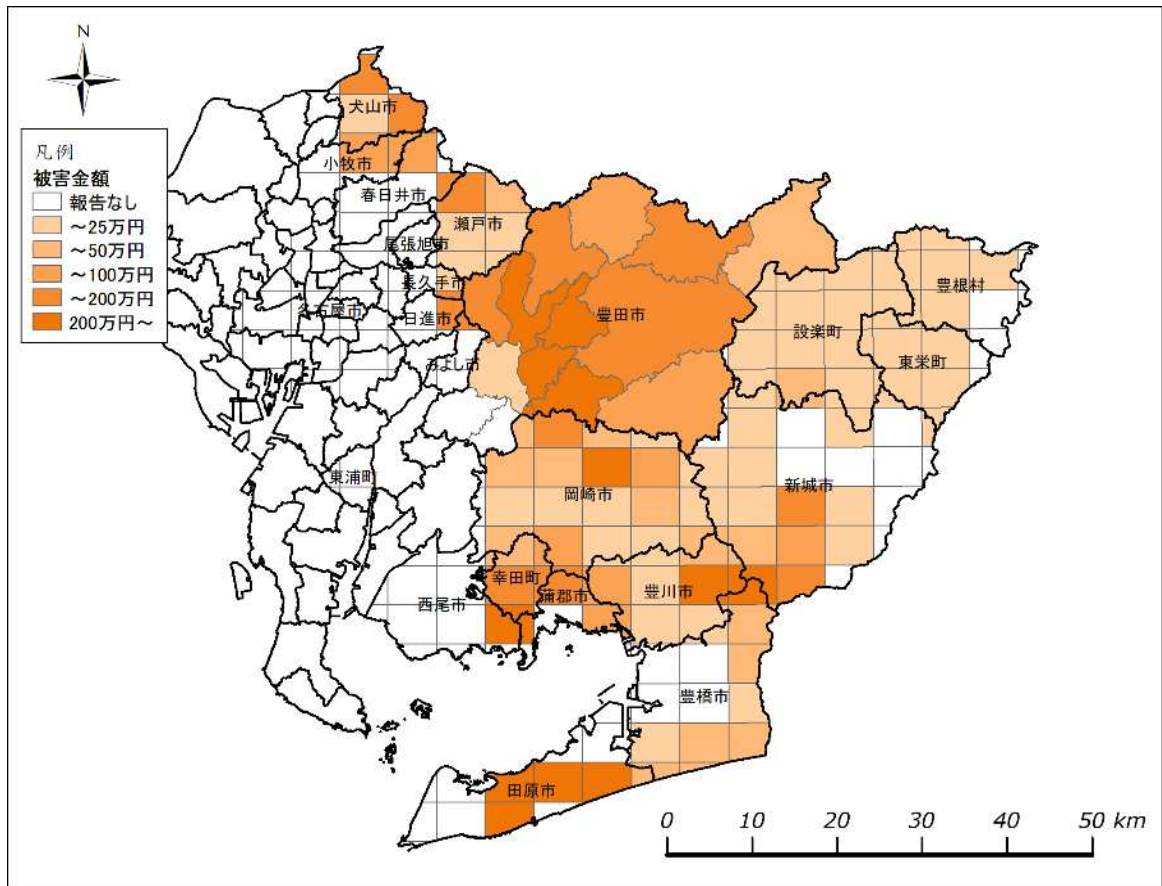 N
凡例
被害金額
報告なし
～25万円
～50万円
～100万円
～200万円
200万円～
犬山市
小牧市
春日井市
瀬戸市
尾張旭市
長久手市
名古屋市
日進市
豊田市
みよし市
豊根村
設楽町
東栄町
東浦町
岡崎市
新城市
幸田町
蒲郡市
豊川市
西尾市
豊橋市
田原市
0 10 20 30 40 50 km